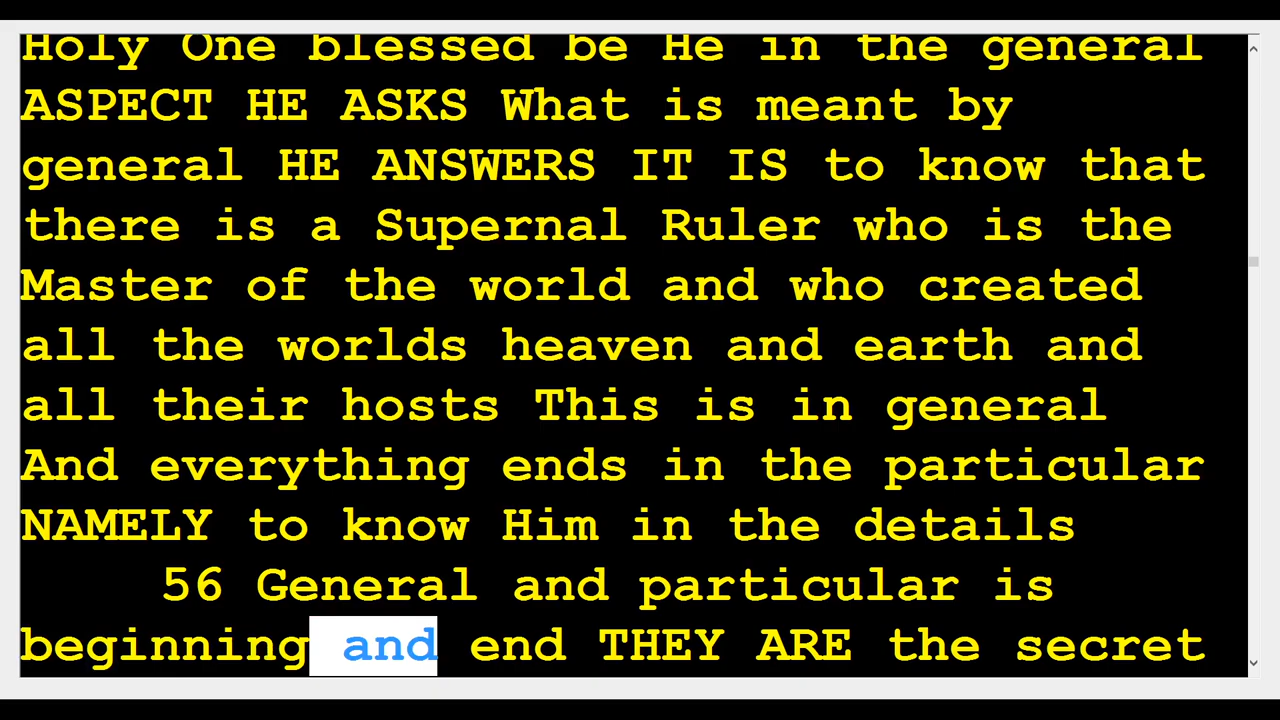 Holy One blessed be He in the general
ASPECT HE ASKS What is meant by
general HE ANSWERS IT IS to know that
there is a Supernal Ruler who is the
Master of the world and who created
all the worlds heaven and earth and
all their hosts This is in general
And everything ends in the particular
NAMELY to know Him in the details
56 General and particular is
beginning and end THEY ARE the secret